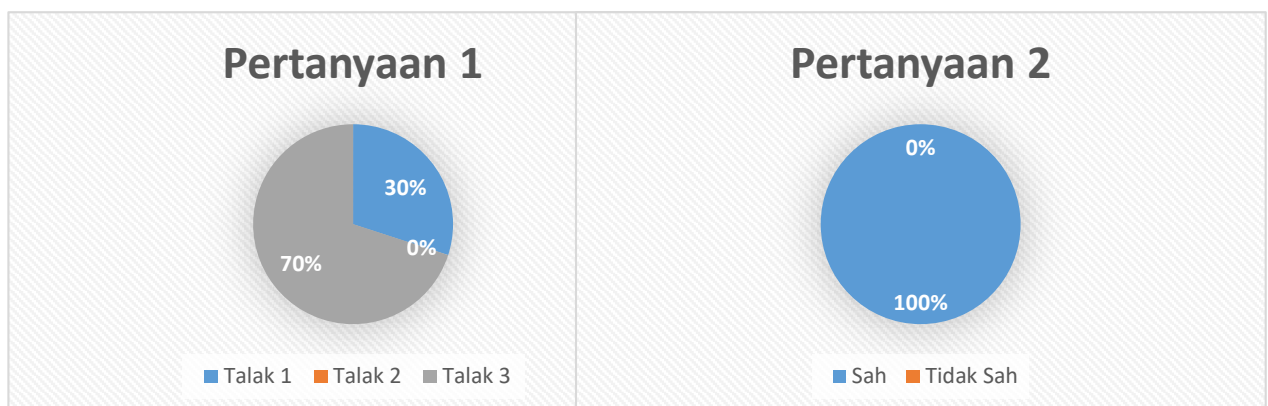 Pertanyaan 1
30%
0%
70%
Talak 1 Talak 2 Talak 3
Pertanyaan 2
0%
100%
Sah Tidak Sah